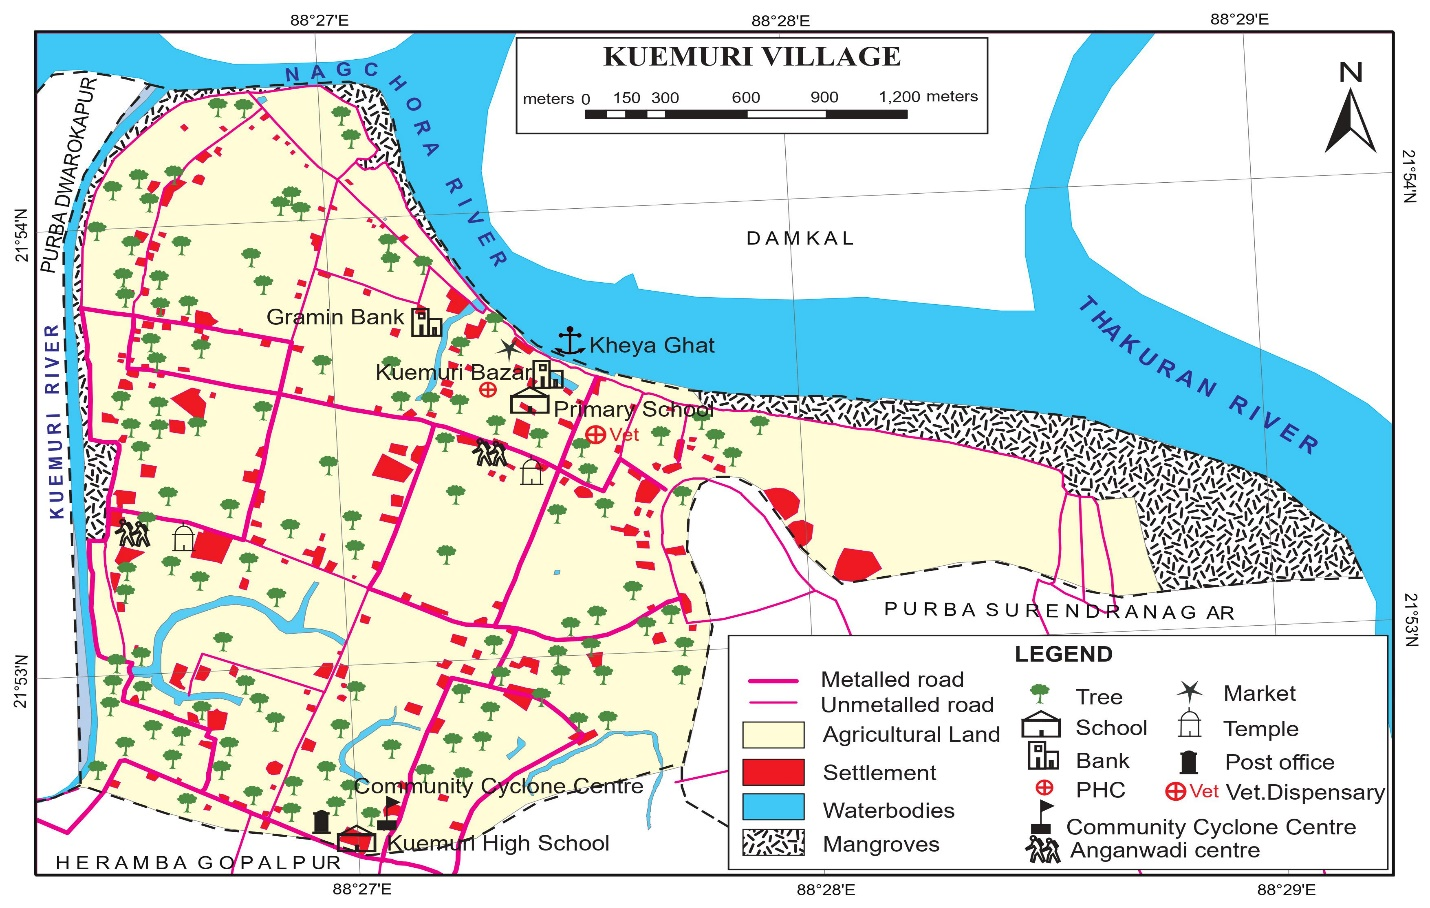 88°27'E 88°28'E 88°29'E
KUEMURI VILLAGE
meters 0 150 300 600 900 1,200 meters
N
NAGCHORA RIVER
PURBA DWAROKAPUR
21°54'N
21°54'N
DAMKAL
THAKURAN RIVER
KUEMURI RIVER
Gramin Bank
Kheya Ghat
Kuemuri Bazar
Primary School
Vet
PURBA SURENDRANAGAR
21°53'N
21°53'N
Community Cyclone Centre
Kuemuri High School
HERAMBA GOPALPUR
LEGEND
Metalled road
Unmetalled road
Agricultural Land
Settlement
Waterbodies
Mangroves
Tree
School
Bank
PHC
Community Cyclone Centre
Anganwadi centre
Market
Temple
Post office
Vet Vet.Dispensary
88°27'E 88°28'E 88°29'E